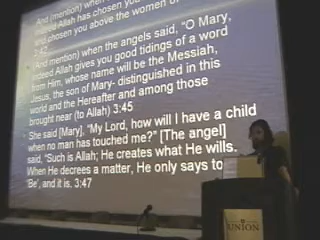 And (mention) when
Allah has chosen you
and chosen you above the women of
3:42
And mention) when the angels said, "O Mary,
indeed Allah gives you good tidings of a word
from Him, whose name will be the Messiah,
Jesus, the son of Mary- distinguished in this
world and the Hereafter and among those
brought near (to Allah) 3:45
She said [Mary], "My Lord, how will I have a child
when no man has touched me?" [The angel]
said, "Such is Allah; He creates what He wills.
When He decrees a matter, He only says to
'Be', and it is. 3:47
UNION